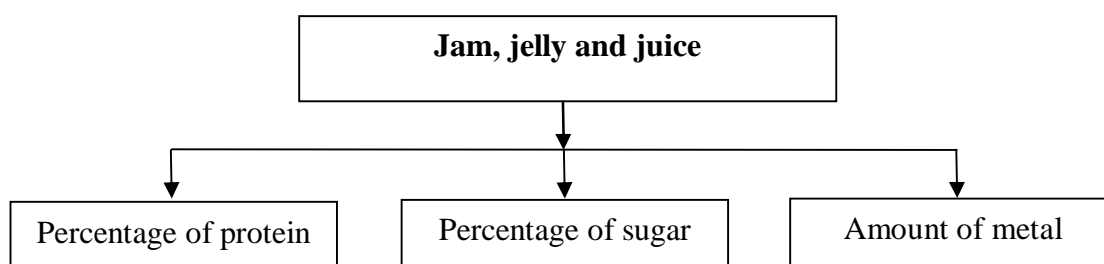 Jam, jelly and juice
Percentage of protein
Percentage of sugar
Amount of metal